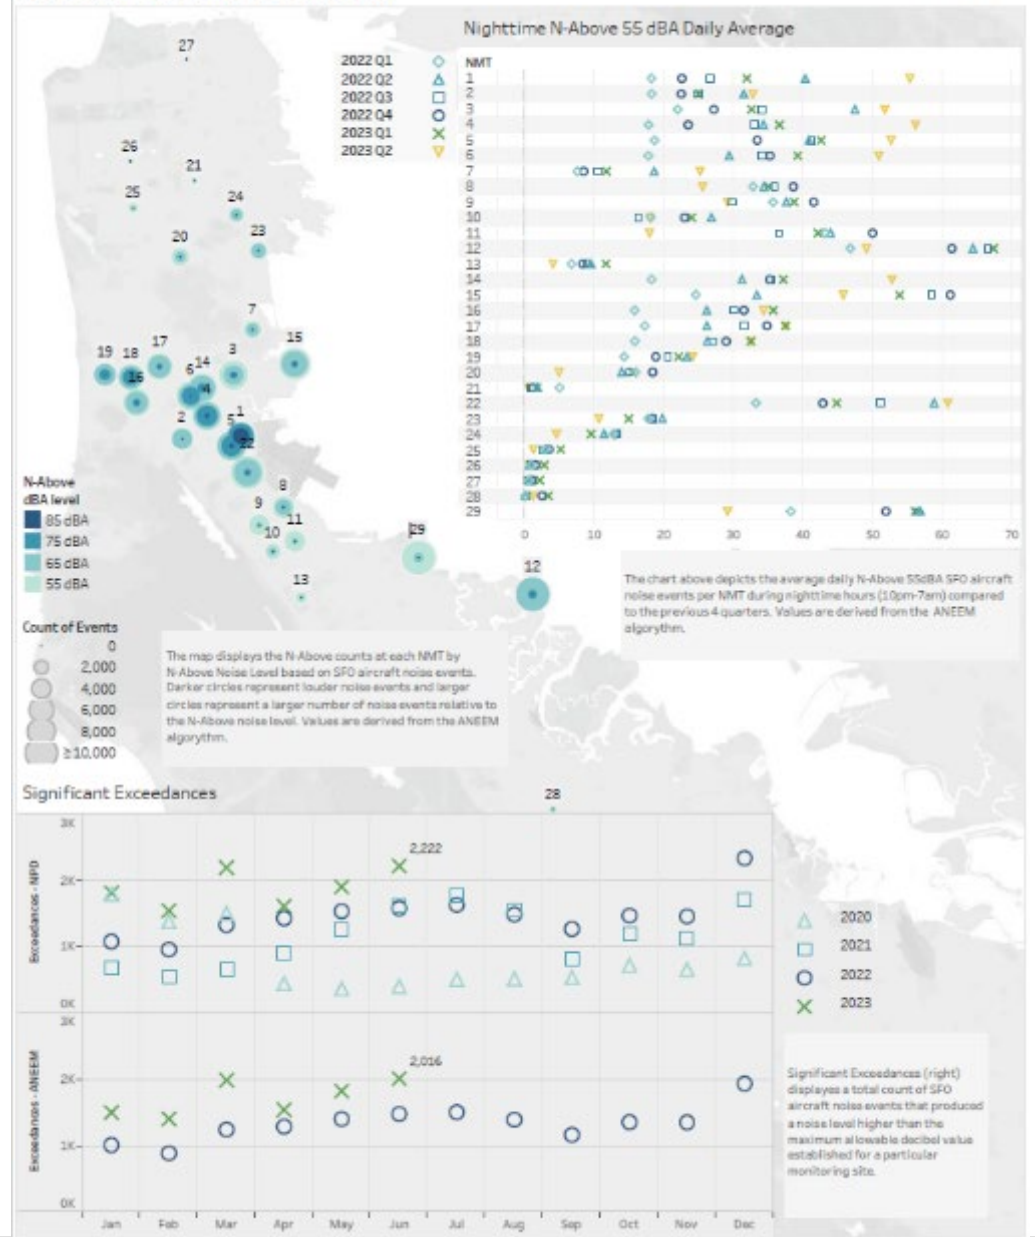 Nighttime N-Above 55 dBA Daily Average
2022 Q1
2022 Q2
2022 Q3
2022 Q4
2023 Q1
2023 Q2
NMT
1
2
3
4
5
6
7
8
9
10
11
12
13
14
15
16
17
18
19
20
21
22
23
24
25
26
27
28
29
0 10 20 30 40 50 60 70
The chart above depicts the average daily N-Above 55dBA SFO aircraft
noise events per NMT during nighttime hours (10pm-7am) compared
to the previous 4 quarters. Values are derived from the ANEEM
algorythm.
27
26
21
25
24
20
23
7
19 18 17 3 15
6 14
16
4
2
5 1
22
8
9
11
10
29
12
13
N-Above
dBA level
85 dBA
75 dBA
65 dBA
55 dBA
Count of Events
0
2,000
4,000
6,000
8,000
≥10,000
The map displays the N-Above counts at each NMT by
N-Above Noise Level based on SFO aircraft noise events.
Darker circles represent louder noise events and larger
circles represent a larger number of noise events relative to
the N-Above noise level. Values are derived from the ANEEM
algorythm.
28
Significant Exceedances
Exceedances - NPD
3K
2K
1K
0K
2,222
Exceedances - ANEEM
3K
2K
1K
0K
2,016
Jan Feb Mar Apr May Jun Jul Aug Sep Oct Nov Dec
2020
2021
2022
2023
Significant Exceedances (right)
displayes a total count of SFO
aircraft noise events that produced
a noise level higher than the
maximum allowable decibel value
established for a particular
monitoring site.